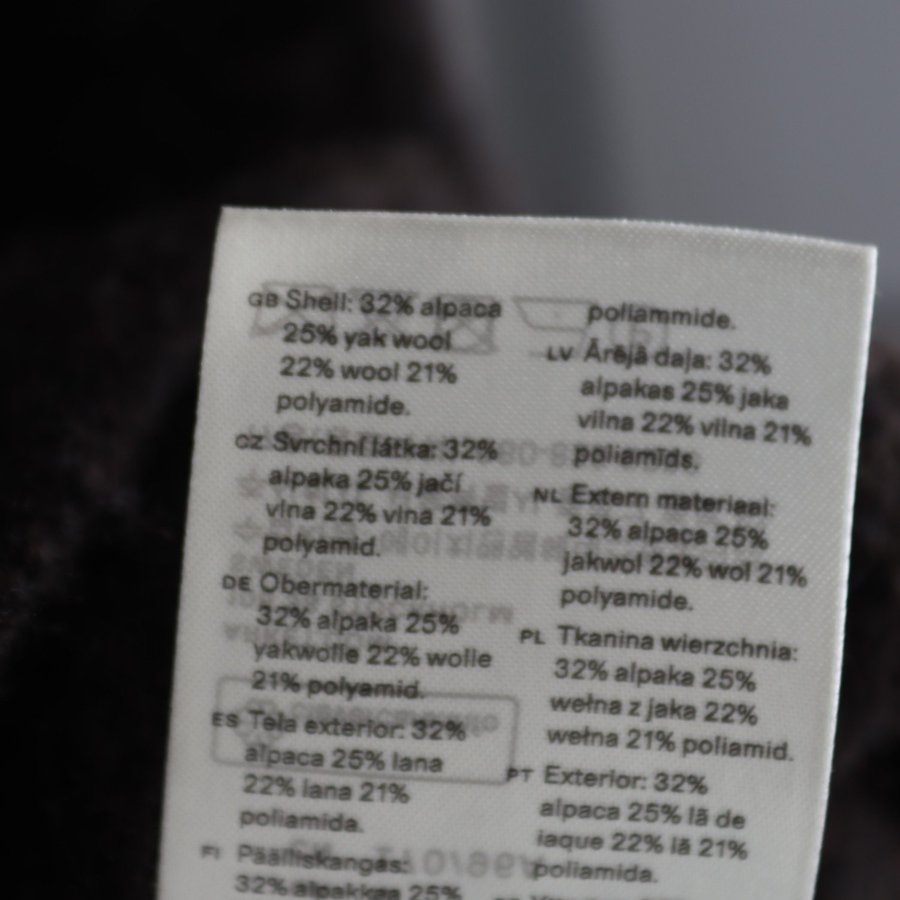 GB Shell: 32% alpaca
25% yak wool
22% wool 21%
polyamide.
CZ Svrchní látka: 32%
alpaka 25% jačí
vlna 22% vlna 21%
polyamid.
DE Obermaterial:
32% alpaka 25%
yakwolle 22% wolle
21% polyamid.
ES Tela exterior: 32%
alpaca 25% lana
22% lana 21%
poliamida.
FI Päälliskangas:
32% alpakkaa 25%
poliammide.
LV Ārējā daļa: 32%
alpakas 25% jaka
vilna 22% vilna 21%
poliamīds.
NL Extern materiaal:
32% alpaca 25%
jakwol 22% wol 21%
polyamide.
PL Tkanina wierzchnia:
32% alpaka 25%
wełna z jaka 22%
wełna 21% poliamid.
PT Exterior: 32%
alpaca 25% lã de
iaque 22% lã 21%
poliamida.